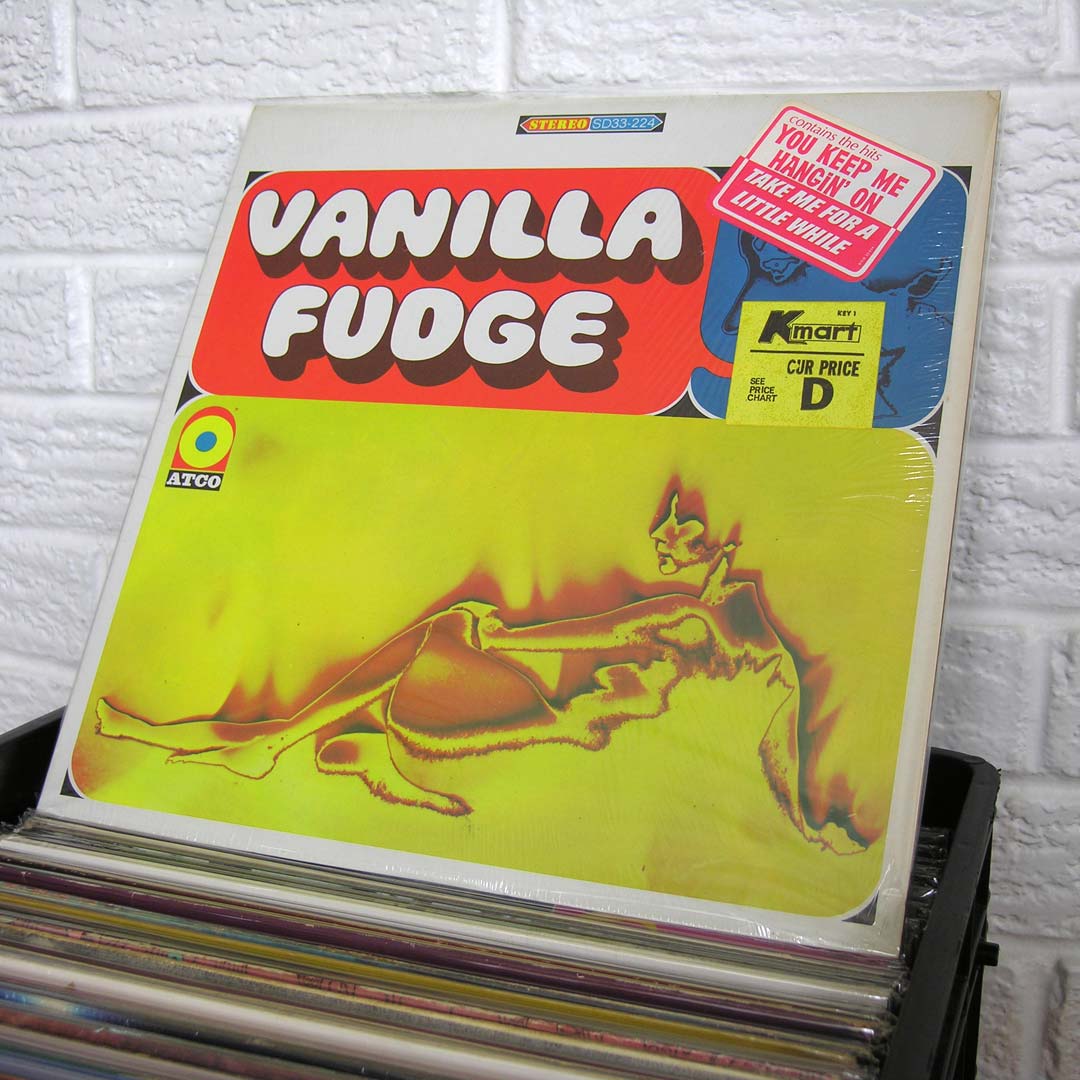 STEREO SD33-224
contains the hits
YOU KEEP ME
HANGIN' ON
TAKE ME FOR A
LITTLE WHILE
VANILLA
FUDGE
KEY 1
Kmart
CUR PRICE
SEE
PRICE
CHART
D
ATCO